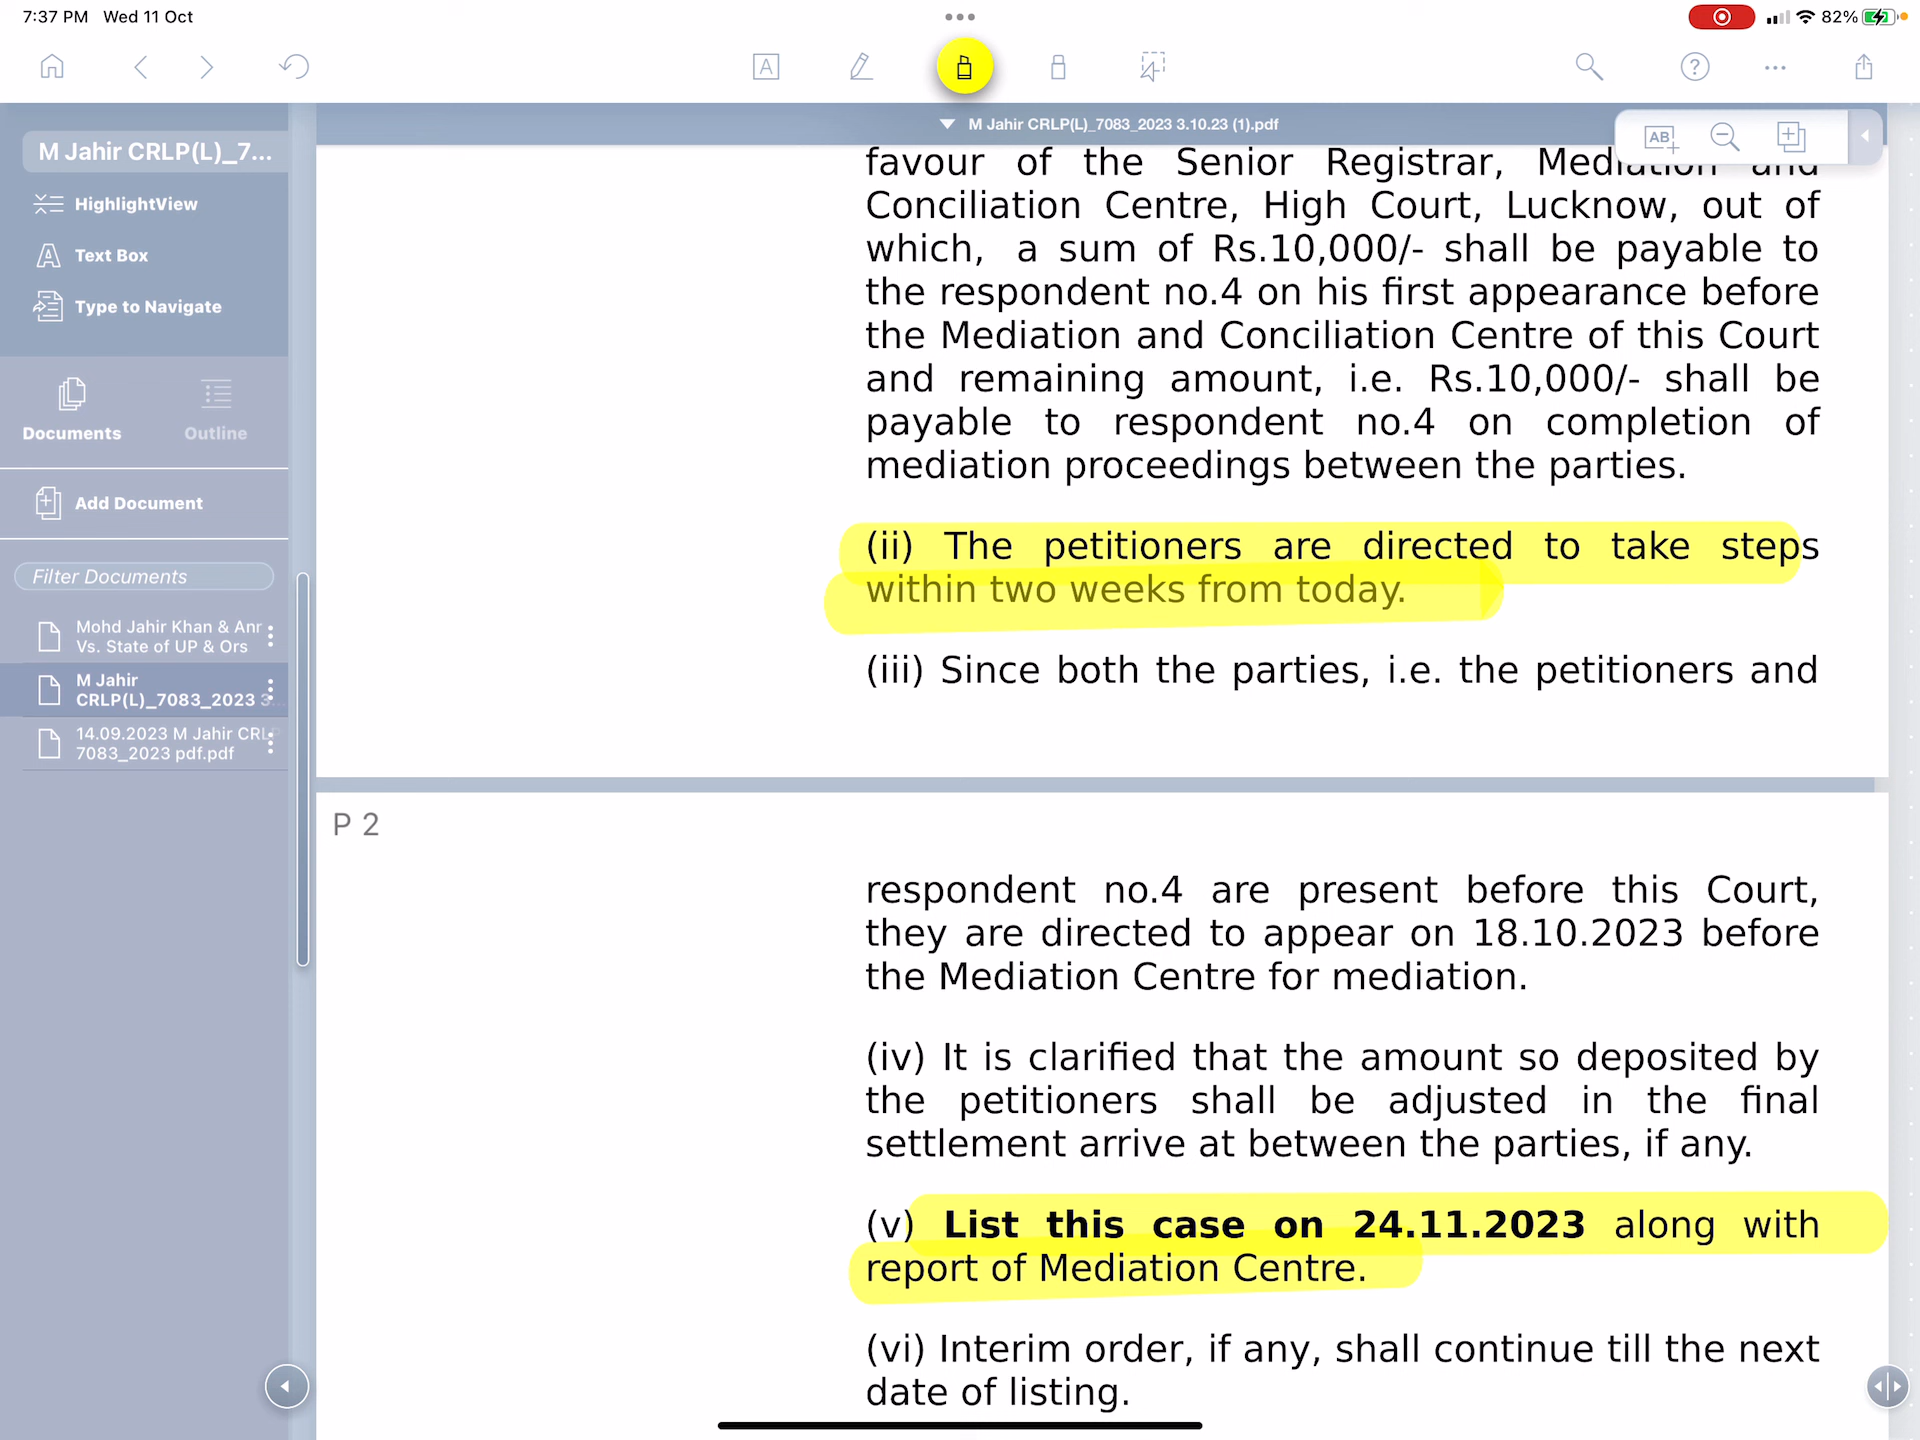 7:37 PM Wed 11 Oct
82%
M Jahir CRLP(L)_7083_2023 3.10.23 (1).pdf
M Jahir CRLP(L)_7...
HighlightView
Text Box
Type to Navigate
Documents
Outline
Add Document
Filter Documents
Mohd Jahir Khan & Anr
Vs. State of UP & Ors
M Jahir
CRLP(L)_7083_2023 3...
14.09.2023 M Jahir CRL
7083_2023 pdf.pdf
favour of the Senior Registrar, Mediation and
Conciliation Centre, High Court, Lucknow, out of
which, a sum of Rs.10,000/- shall be payable to
the respondent no.4 on his first appearance before
the Mediation and Conciliation Centre of this Court
and remaining amount, i.e. Rs.10,000/- shall be
payable to respondent no.4 on completion of
mediation proceedings between the parties.
(ii) The petitioners are directed to take steps
within two weeks from today.
(iii) Since both the parties, i.e. the petitioners and
P 2
respondent no.4 are present before this Court,
they are directed to appear on 18.10.2023 before
the Mediation Centre for mediation.
(iv) It is clarified that the amount so deposited by
the petitioners shall be adjusted in the final
settlement arrive at between the parties, if any.
(v) List this case on 24.11.2023 along with
report of Mediation Centre.
(vi) Interim order, if any, shall continue till the next
date of listing.